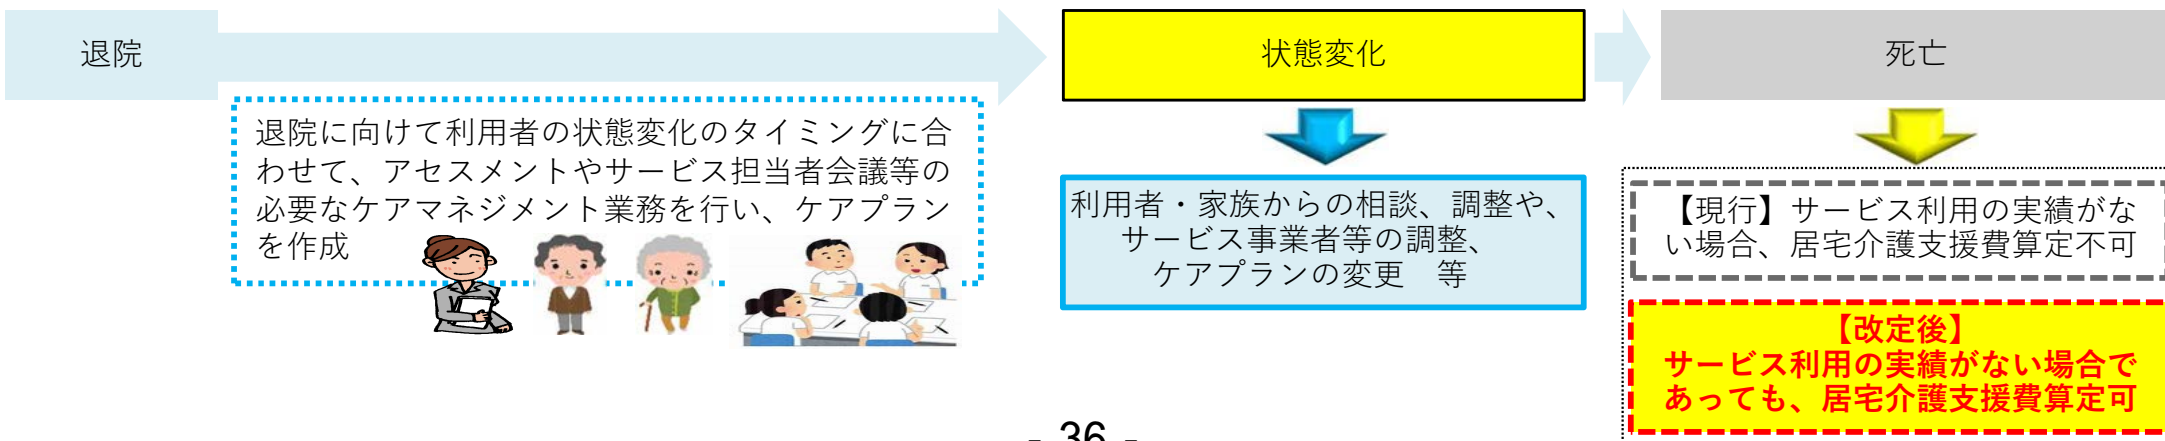 退院
退院に向けて利用者の状態変化のタイミングに合
わせて、アセスメントやサービス担当者会議等の
必要なケアマネジメント業務を行い、ケアプラン
を作成
状態変化
利用者・家族からの相談、調整や、
サービス事業者等の調整、
ケアプランの変更　等
死亡
【現行】サービス利用の実績がな
い場合、居宅介護支援費算定不可
【改定後】
サービス利用の実績がない場合で
あっても、居宅介護支援費算定可
- 36 -